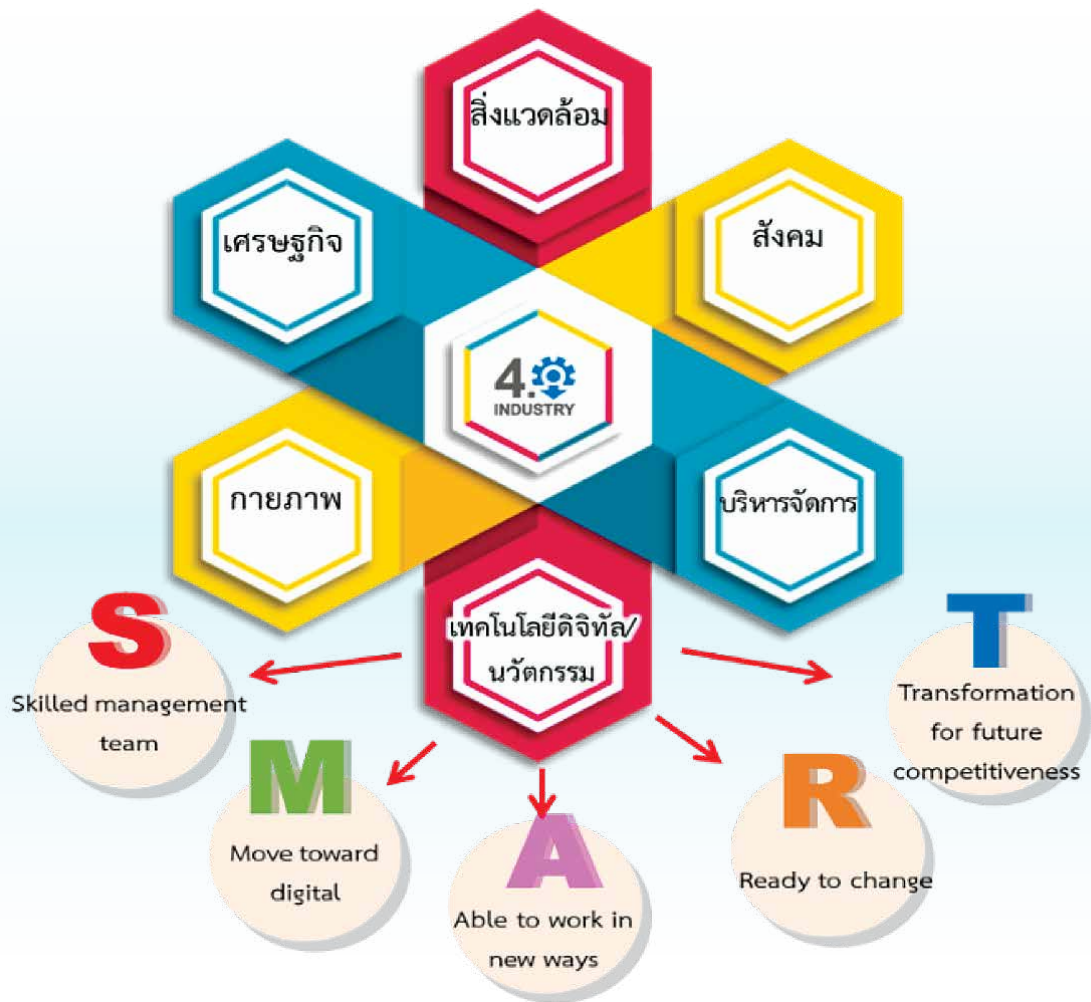 สิ่งแวดล้อม
เศรษฐกิจ
สังคม
4.0
INDUSTRY
กายภาพ
บริหารจัดการ
เทคโนโลยีดิจิทัล/
นวัตกรรม
S
Skilled management
team
M
Move toward
digital
A
Able to work in
new ways
R
Ready to change
T
Transformation
for future
competitiveness